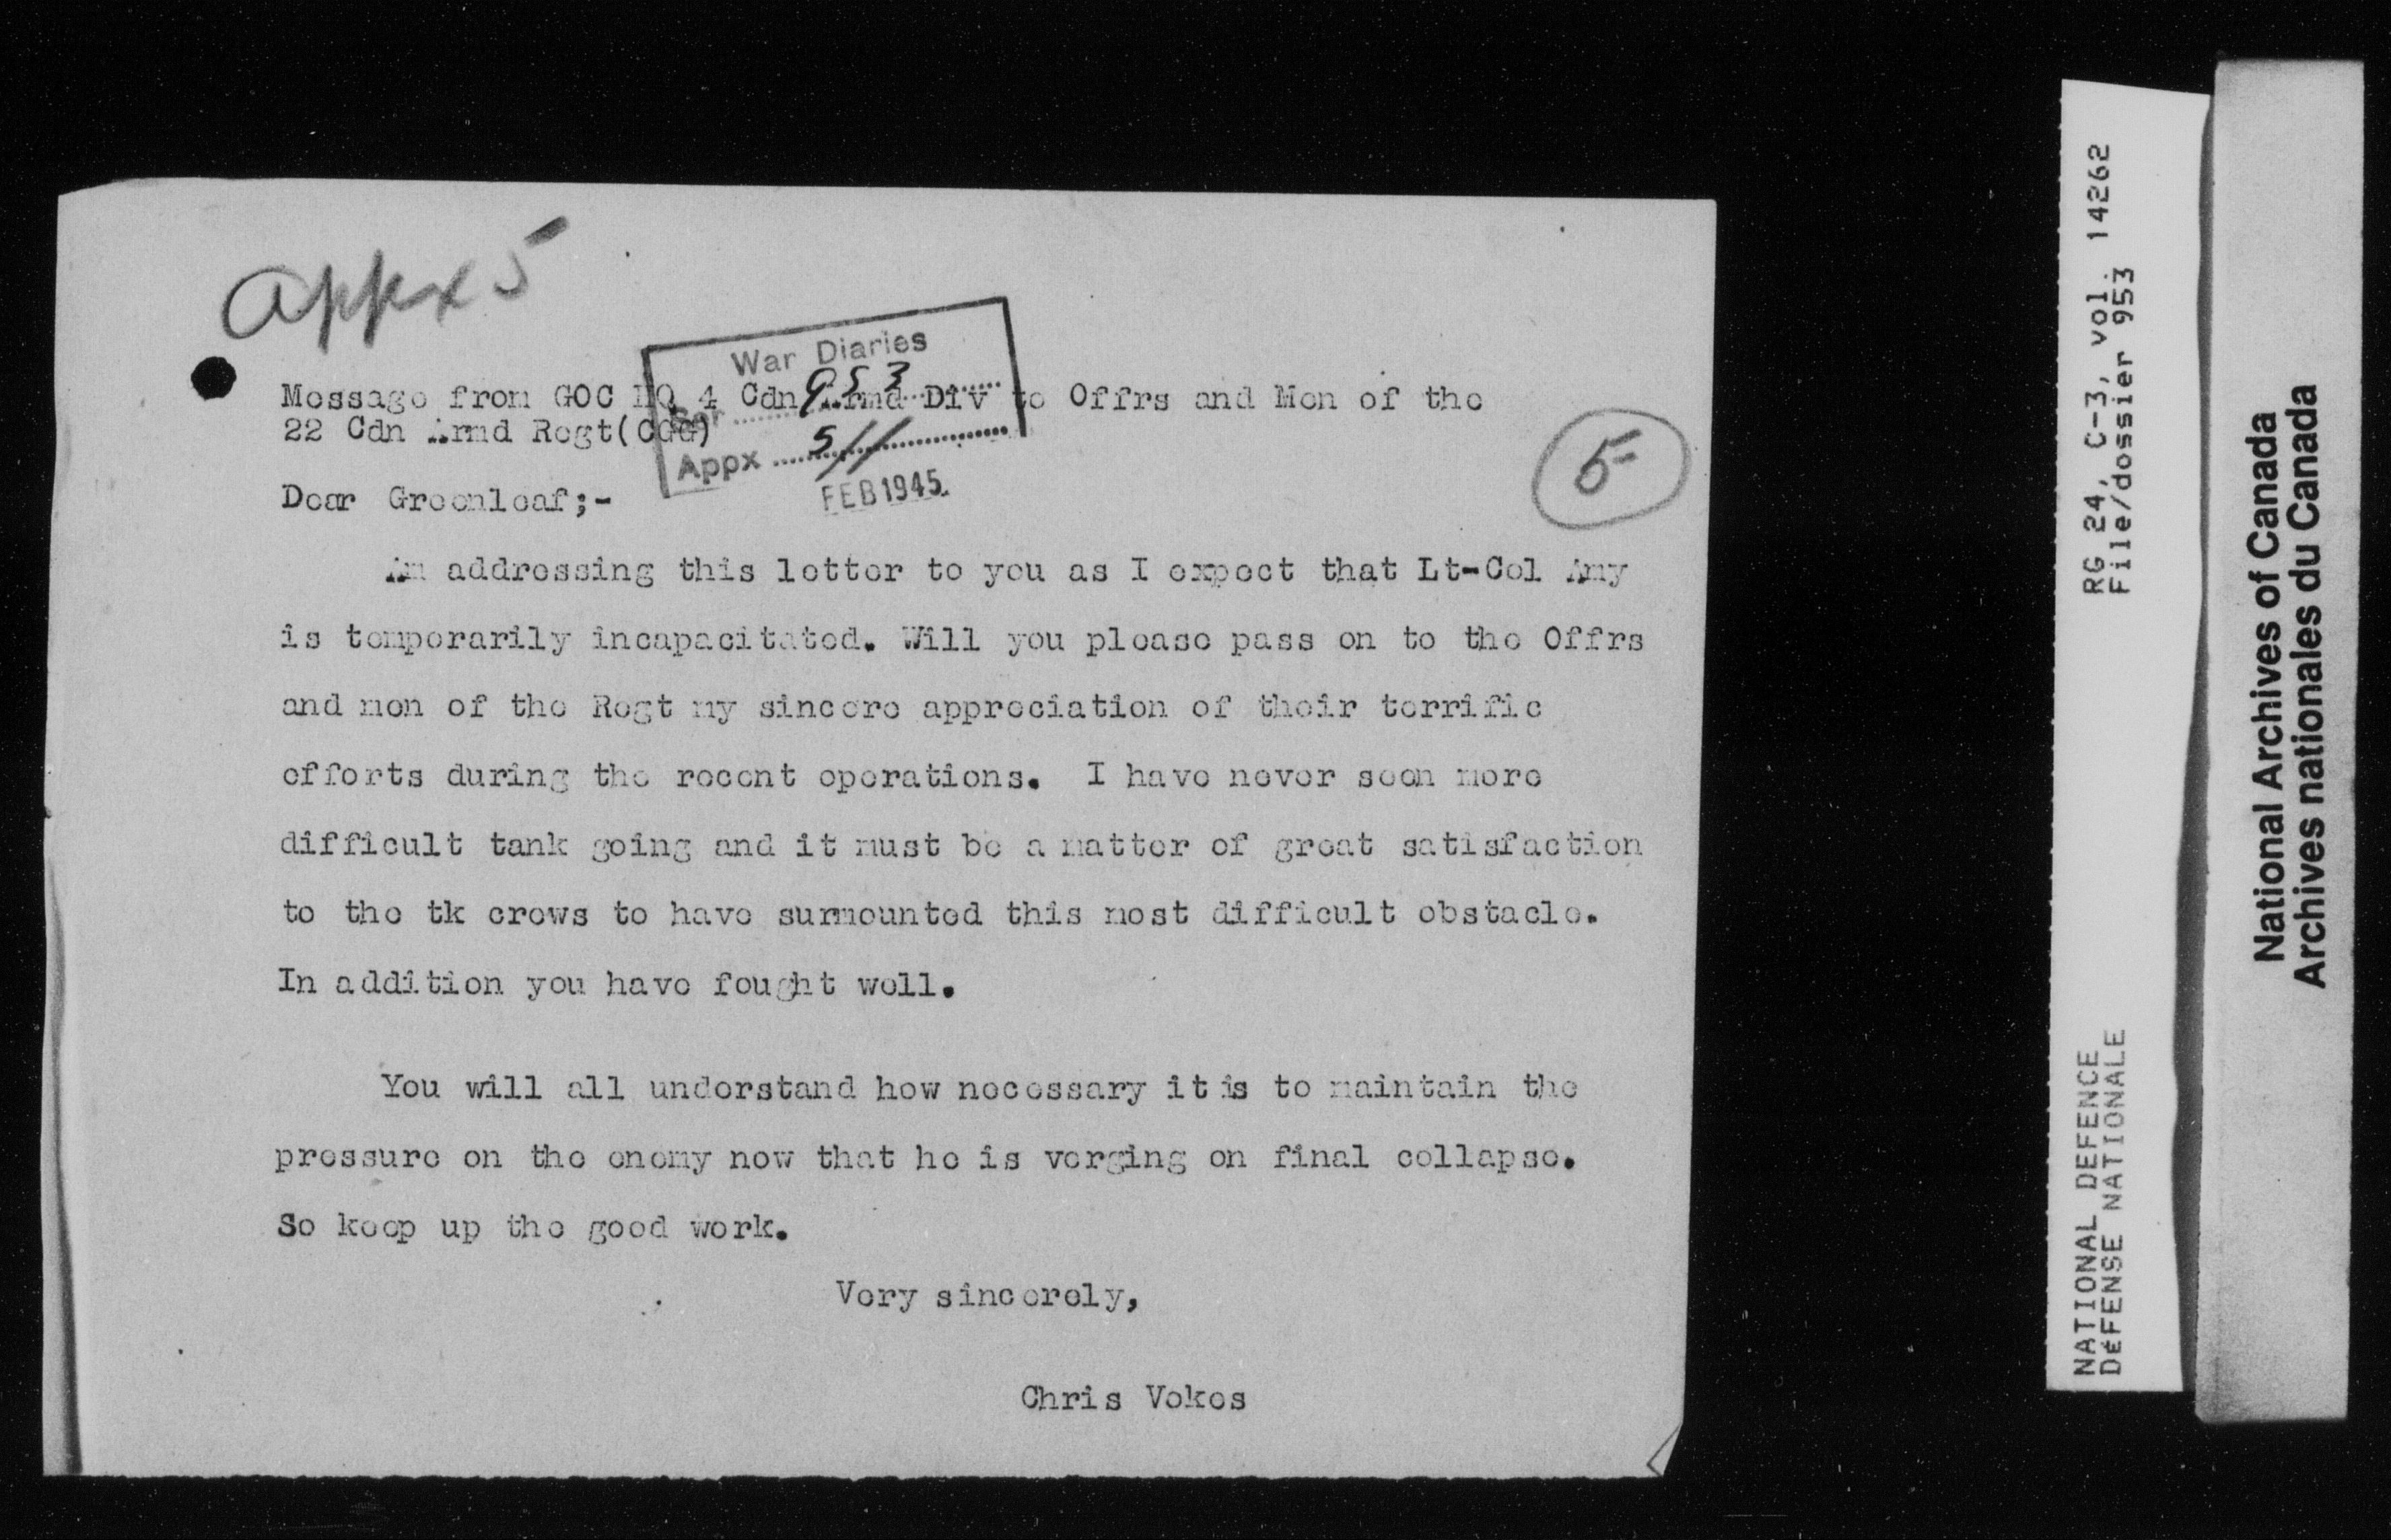 Appx 5
War Diaries
Ser 953
Appx 5//
FEB 1945.
Message from GOC HQ 4 Cdn Armd Div to Offrs and Men of the
22 Cdn Armd Regt(CGG)
5
Dear Greenleaf;-
Am addressing this letter to you as I expect that Lt-Col Amy
is temporarily incapacitated. Will you please pass on to the Offrs
and men of the Regt my sincere appreciation of their terrific
efforts during the recent operations. I have never seen more
difficult tank going and it must be a matter of great satisfaction
to the tk crews to have surmounted this most difficult obstacle.
In addition you have fought well.
You will all understand how necessary it is to maintain the
pressure on the enemy now that he is verging on final collapse.
So keep up the good work.
Very sincerely,
Chris Vokes
RG 24, C-3, vol. 14262
File/dossier 953
NATIONAL DEFENCE
DÉFENSE NATIONALE
National Archives of Canada
Archives nationales du Canada